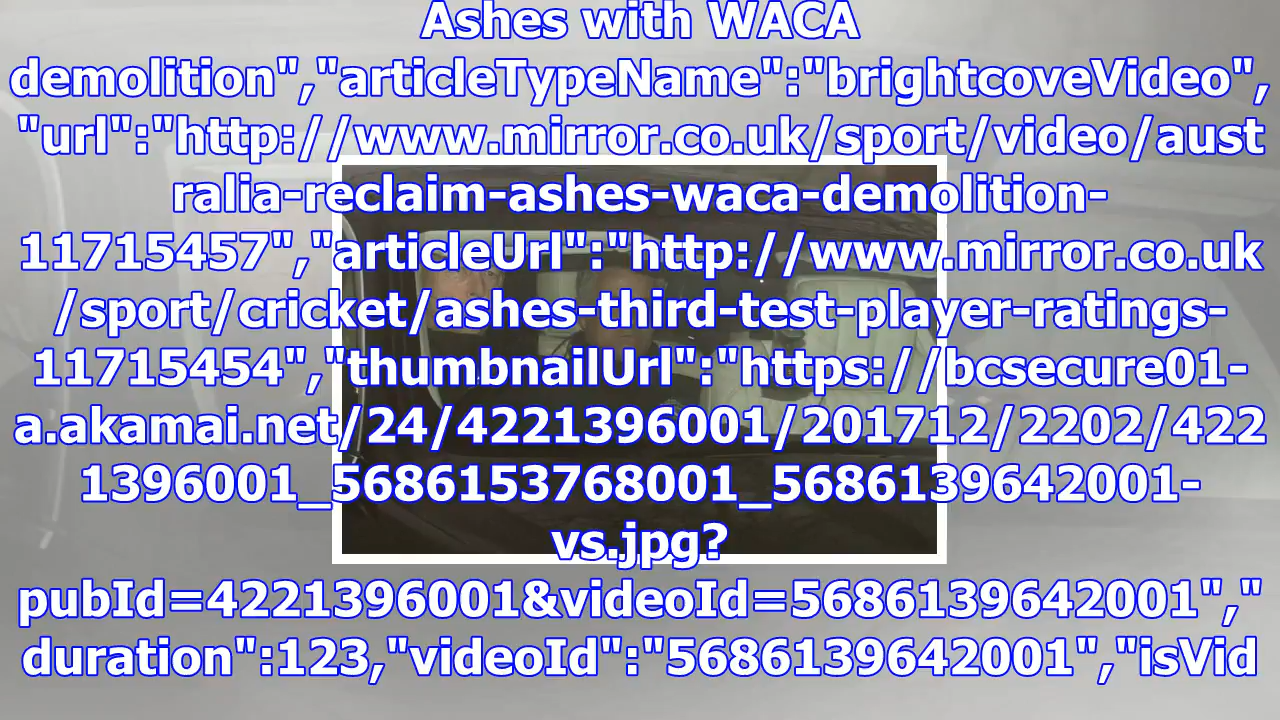 Ashes with WACA
demolition","articleTypeName":"brightcoveVideo",
"url":"http://www.mirror.co.uk/sport/video/aust
ralia-reclaim-ashes-waca-demolition-
11715457","articleUrl":"http://www.mirror.co.uk
/sport/cricket/ashes-third-test-player-ratings-
11715454","thumbnailUrl":"https://bcsecure01-
a.akamai.net/24/4221396001/201712/2202/422
1396001_5686153768001_5686139642001-
vs.jpg?
pubId=4221396001&videoId=5686139642001","
duration":123,"videoId":"5686139642001","isVid